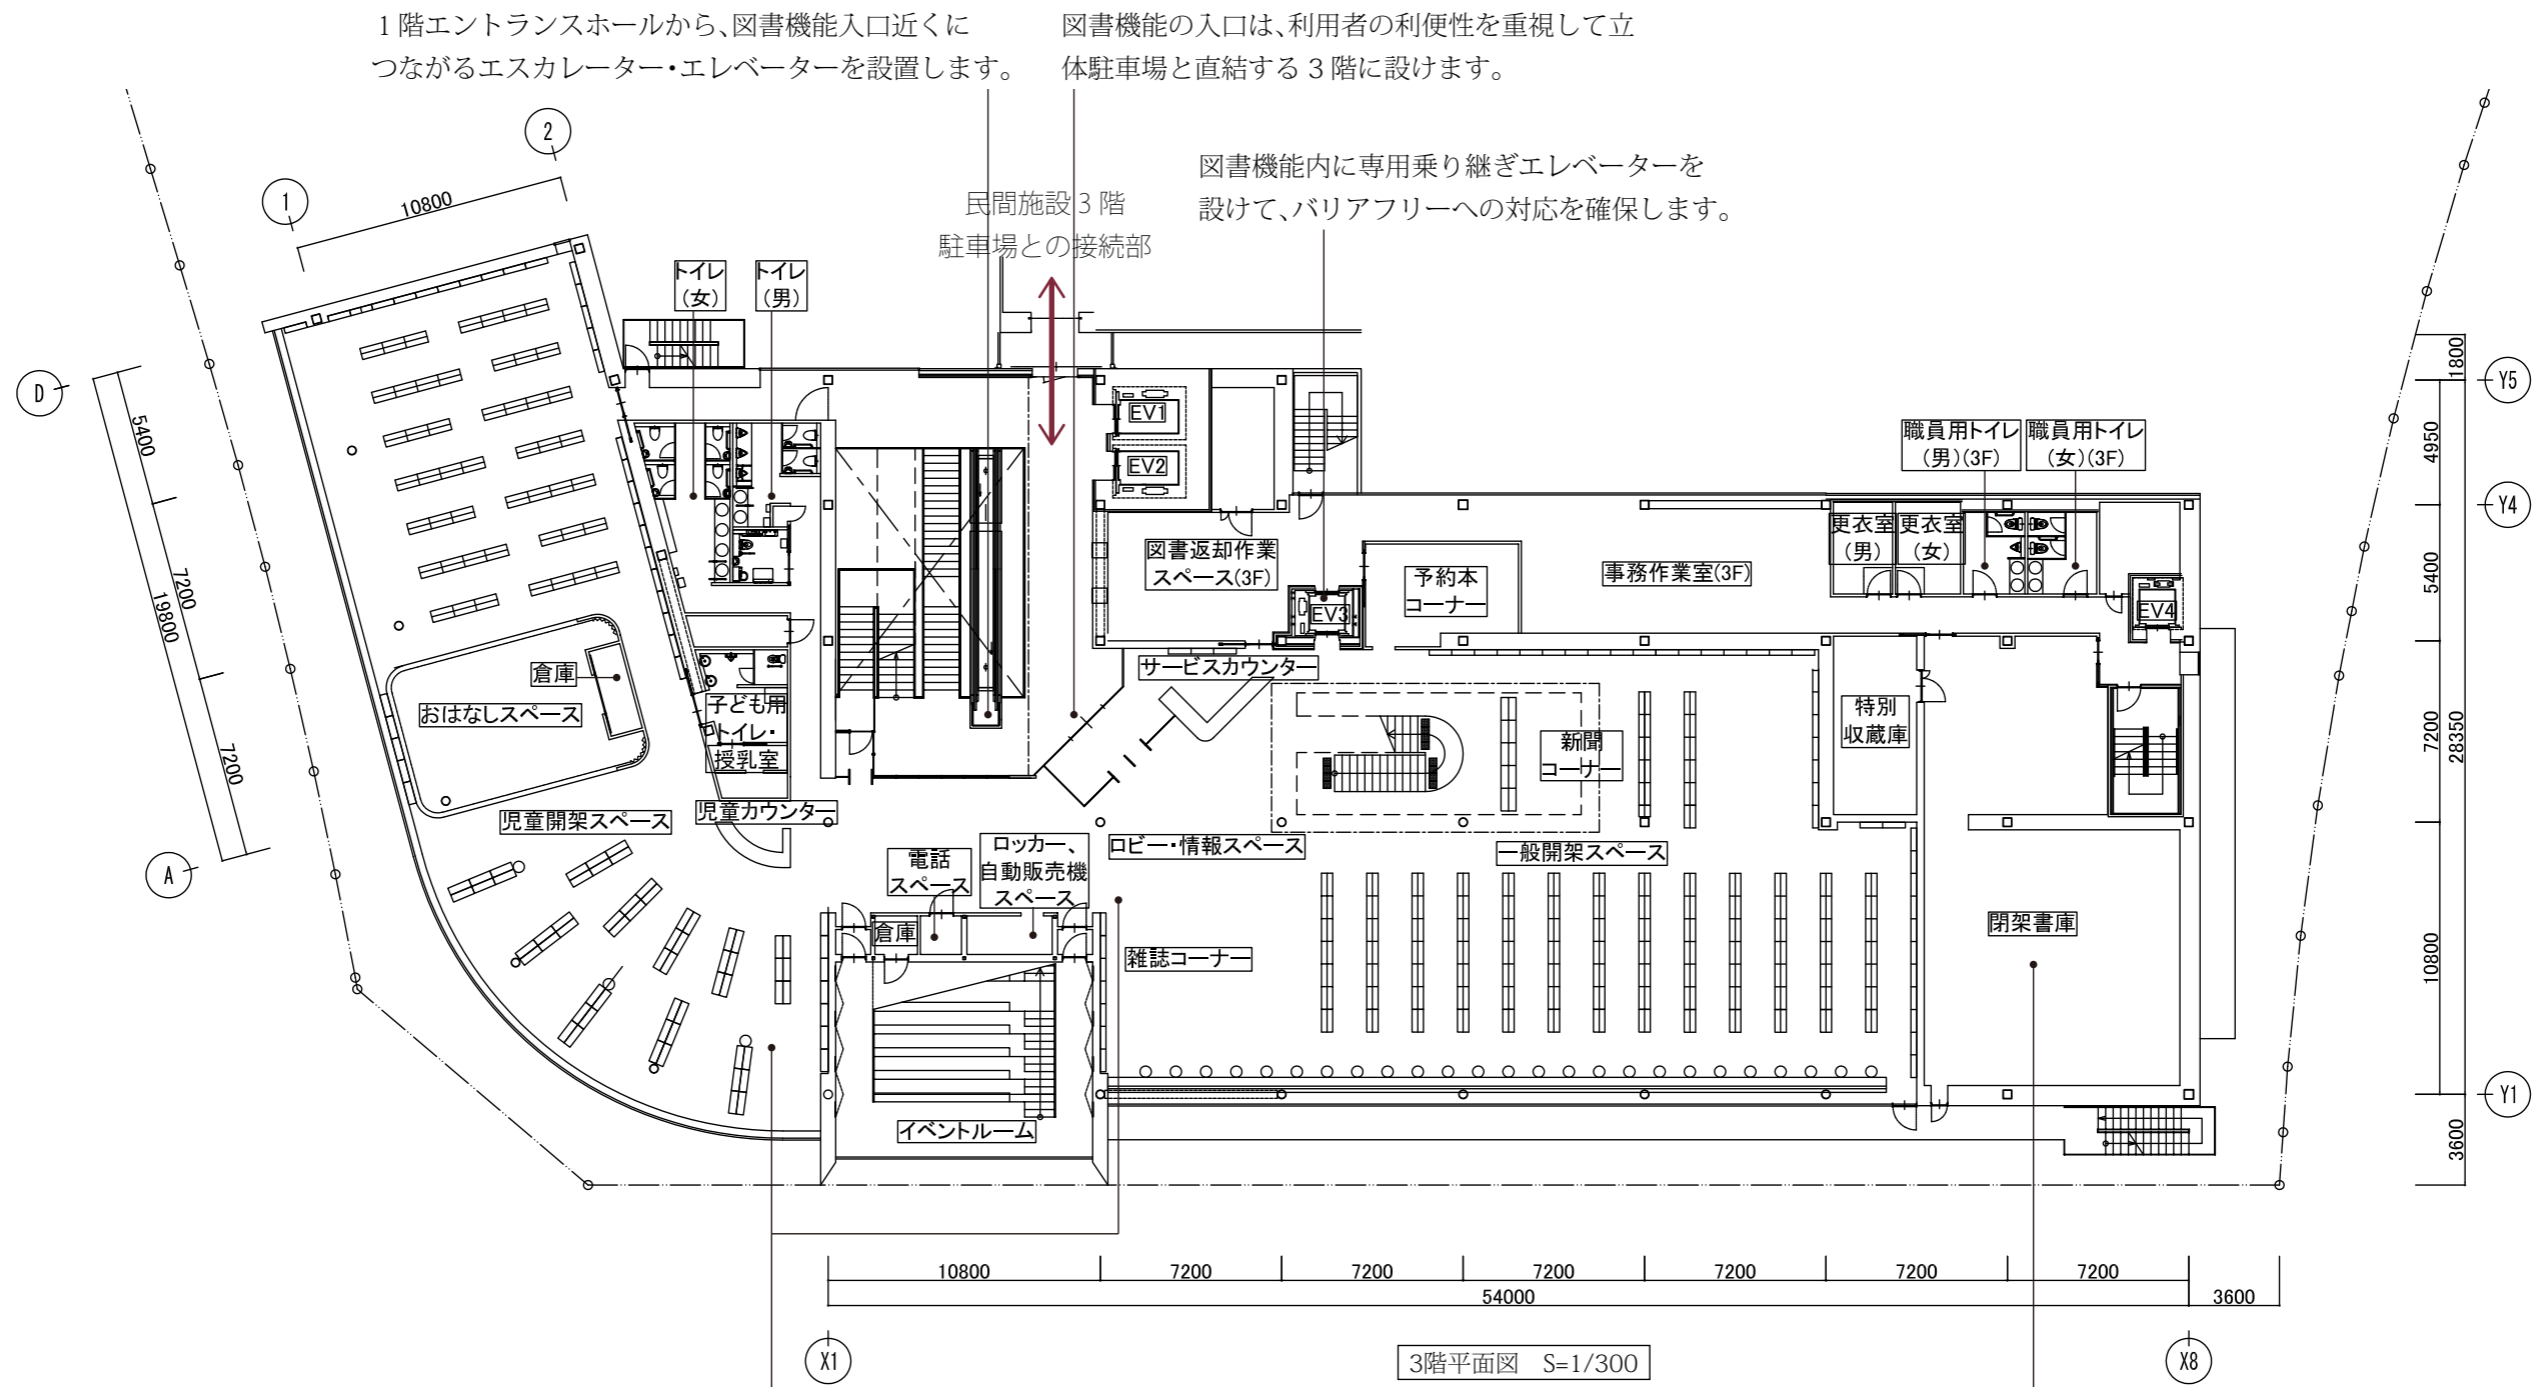 1階エントランスホールから、図書機能入口近くに
つながるエスカレーター・エレベーターを設置します。
図書機能の入口は、利用者の利便性を重視して立
体駐車場と直結する3階に設けます。
図書機能内に専用乗り継ぎエレベーターを
設けて、バリアフリーへの対応を確保します。
民間施設3階
駐車場との接続部
2
1
10800
D
5400
7200
19800
7200
A
トイレ
(女)
トイレ
(男)
EV1
EV2
職員用トイレ
(男)(3F)
職員用トイレ
(女)(3F)
図書返却作業
スペース(3F)
EV3
予約本
コーナー
事務作業室(3F)
更衣室
(男)
更衣室
(女)
EV4
サービスカウンター
倉庫
おはなしスペース
子ども用
トイレ・
授乳室
新聞
コーナー
特別
収蔵庫
児童開架スペース
児童カウンター
電話
スペース
ロッカー、
自動販売機
スペース
ロビー・情報スペース
一般開架スペース
倉庫
雑誌コーナー
閉架書庫
イベントルーム
1800
Y5
4950
Y4
5400
7200
28350
10800
Y1
3600
10800
7200
7200
7200
7200
7200
7200
54000
3600
X1
X8
3階平面図 S=1/300